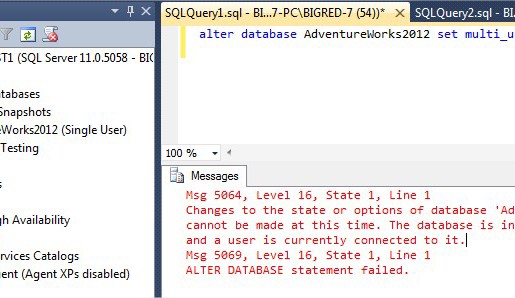 SQLQuery1.sql - BI...7-PC\BIGRED-7 (54))*
SQLQuery2.sql - BI
ST1 (SQL Server 11.0.5058 - BIG
alter database AdventureWorks2012 set multi_u
atabases
Snapshots
eWorks2012 (Single User)
Testing
s
gh Availability
ervices Catalogs
gent (Agent XPs disabled)
100 %
Messages
Msg 5064, Level 16, State 1, Line 1
Changes to the state or options of database 'Ad
cannot be made at this time. The database is in
and a user is currently connected to it.
Msg 5069, Level 16, State 1, Line 1
ALTER DATABASE statement failed.